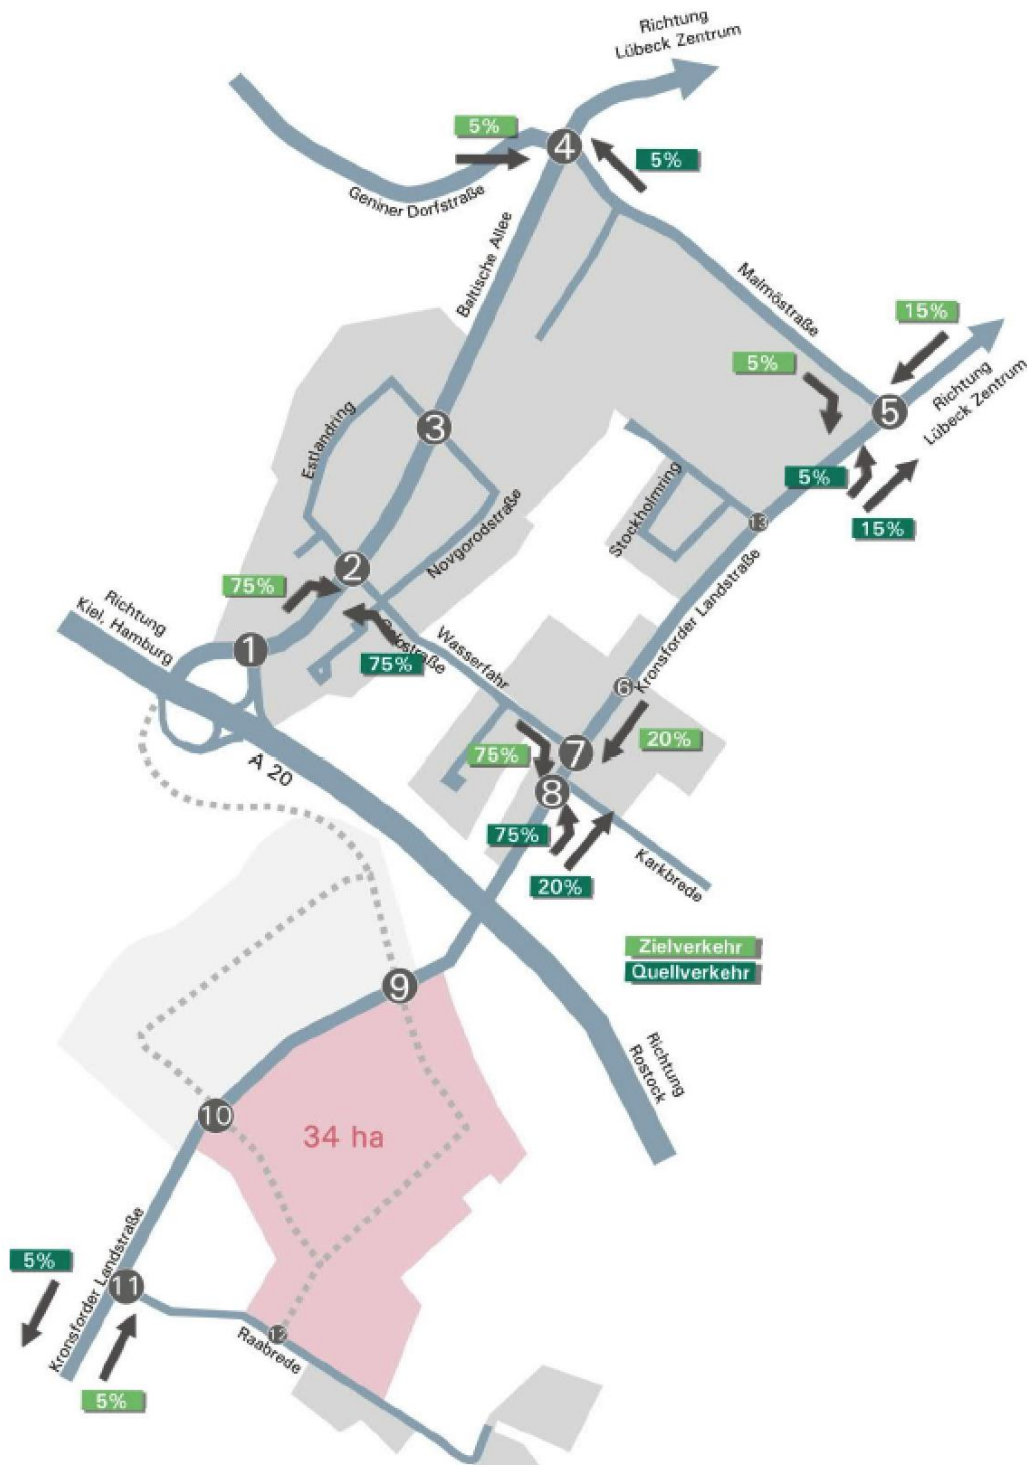 Richtung
Lübeck Zentrum
5%
4
5%
Geniner Dorfstraße
Baltische Allee
Malmöstraße
15%
5%
5
Richtung
Lübeck Zentrum
3
Estlandring
5%
15%
Stockholmring
13
Novgorodstraße
2
75%
Richtung
Kiel, Hamburg
1
75%
Wasserfahr
Kronsforder Landstraße
6
20%
75%
7
8
A 20
75%
20%
Karkbrede
Zielverkehr
Quellverkehr
9
Richtung
Rostock
10
34 ha
Kronsforder Landstraße
5%
11
12
Raabrede
5%